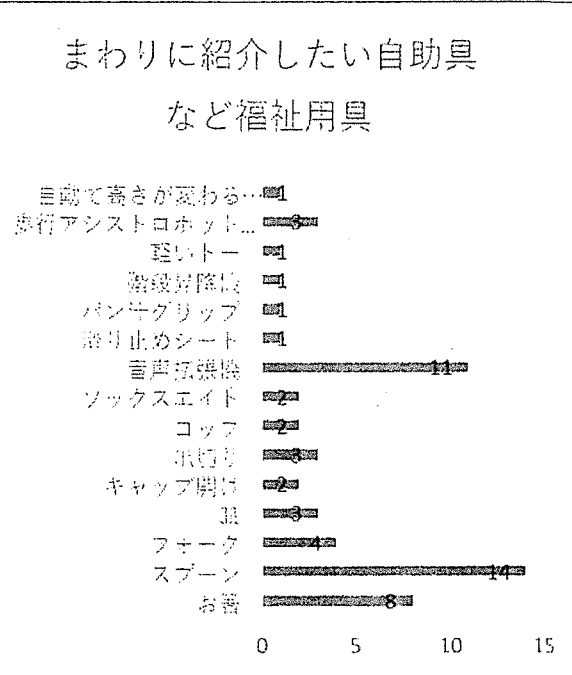 まわりに紹介したい自助具
など福祉用具
自動で高さが変わる… 1
歩行アシストロボット… 3
軽いトー 1
階段昇降機 1
パン生グリップ 1
滑り止めシート 1
音声拡張機 11
ソックスエイド 2
コップ 2
爪切り 3
キャップ開け 2
皿 3
フォーク 4
スプーン 14
お箸 8
0 5 10 15